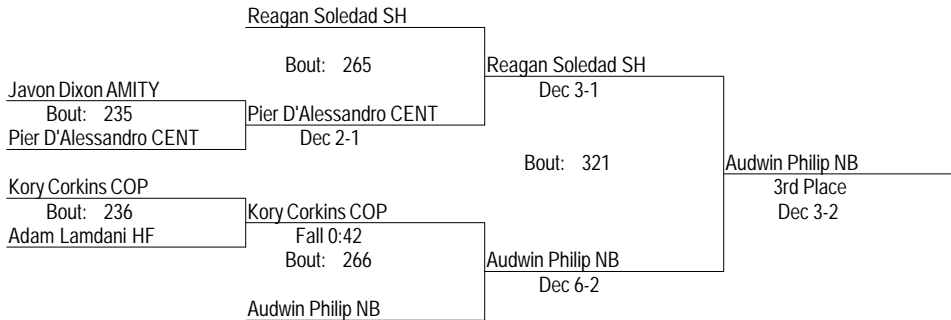 Reagan Soledad SH
Bout: 265
Reagan Soledad SH
Javon Dixon AMITY
Dec 3-1
Bout: 235
Pier D'Alessandro CENT
Pier D'Alessandro CENT
Dec 2-1
Bout: 321
Audwin Philip NB
Kory Corkins COP
3rd Place
Bout: 236
Kory Corkins COP
Dec 3-2
Adam Lamdani HF
Fall 0:42
Bout: 266
Audwin Philip NB
Dec 6-2
Audwin Philip NB